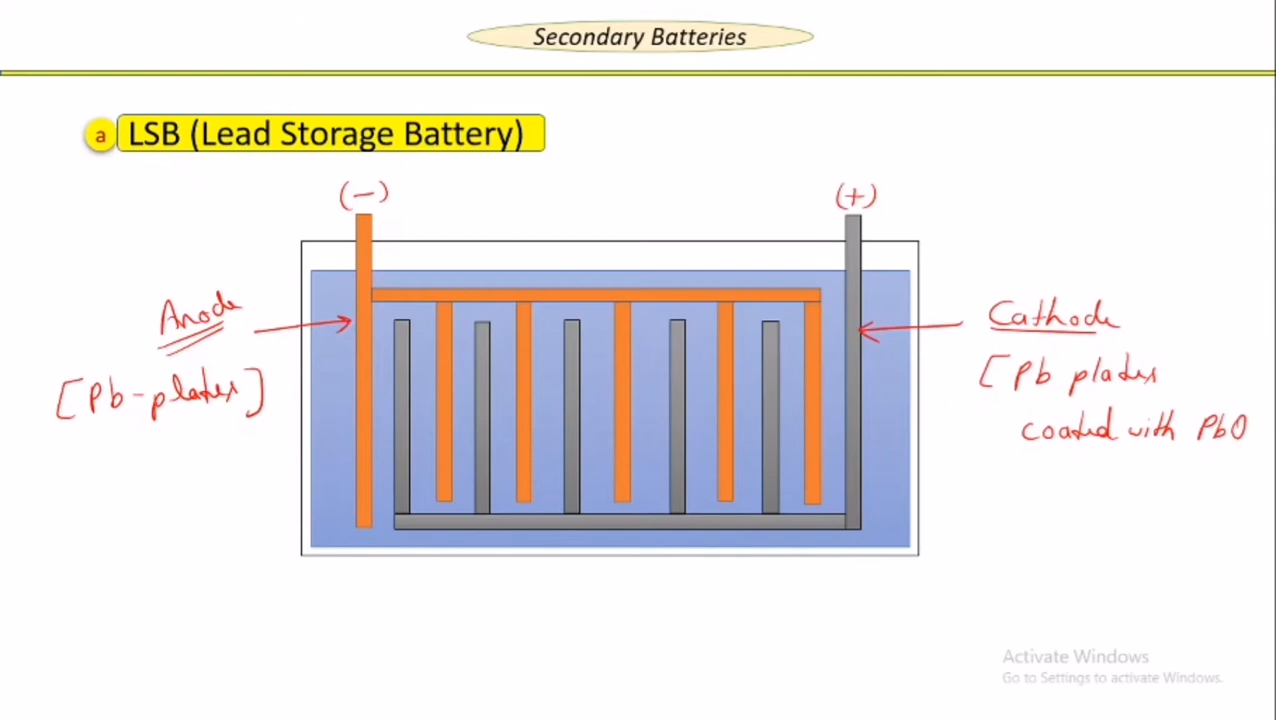 Secondary Batteries
a LSB (Lead Storage Battery)
(-)
(+)
Anode
[Pb-plates]
Cathode
[Pb plates
coated with PbO
Activate Windows
Go to Settings to activate Windows.